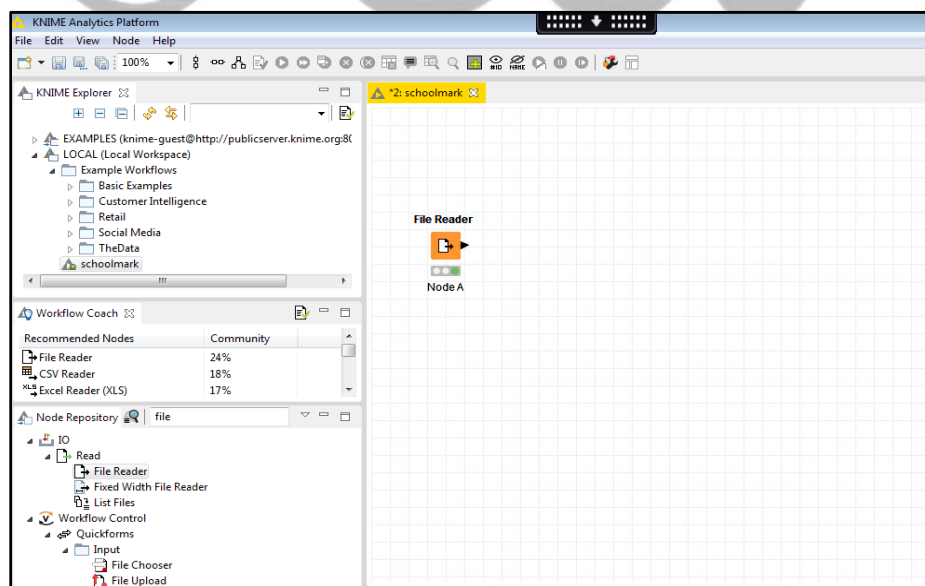 KNIME Analytics Platform
File Edit View Node Help
100%
KNIME Explorer
EXAMPLES (knime-guest@http://publicserver.knime.org:80
LOCAL (Local Workspace)
Example Workflows
Basic Examples
Customer Intelligence
Retail
Social Media
TheData
schoolmark
Workflow Coach
Recommended Nodes Community
File Reader 24%
CSV Reader 18%
XLS Excel Reader (XLS) 17%
Node Repository file
IO
Read
File Reader
Fixed Width File Reader
List Files
Workflow Control
Quickforms
Input
File Chooser
File Upload
*2: schoolmark
File Reader
Node A